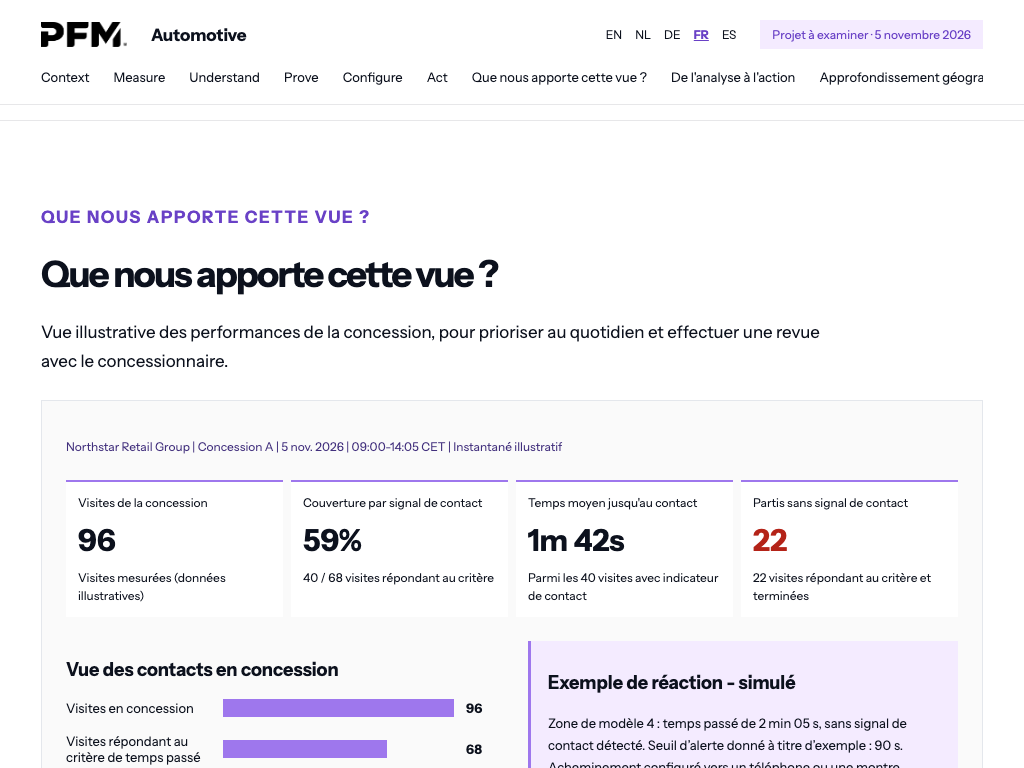 PFM Automotive
EN NL DE FR ES
Projet à examiner · 5 novembre 2026
Context Measure Understand Prove Configure Act Que nous apporte cette vue ? De l'analyse à l'action Approfondissement géogra
QUE NOUS APPORTE CETTE VUE ?
Que nous apporte cette vue ?
Vue illustrative des performances de la concession, pour prioriser au quotidien et effectuer une revue
avec le concessionnaire.
Northstar Retail Group | Concession A | 5 nov. 2026 | 09:00-14:05 CET | Instantané illustratif
Visites de la concession
96
Visites mesurées (données
illustratives)
Couverture par signal de contact
59%
40 / 68 visites répondant au critère
Temps moyen jusqu'au contact
1m 42s
Parmi les 40 visites avec indicateur
de contact
Partis sans signal de contact
22
22 visites répondant au critère et
terminées
Vue des contacts en concession
Visites en concession 96
Visites répondant au
critère de temps passé 68
Exemple de réaction - simulé
Zone de modèle 4 : temps passé de 2 min 05 s, sans signal de
contact détecté. Seuil d'alerte donné à titre d'exemple : 90 s.
Acheminement configuré vers un téléphone ou une montre